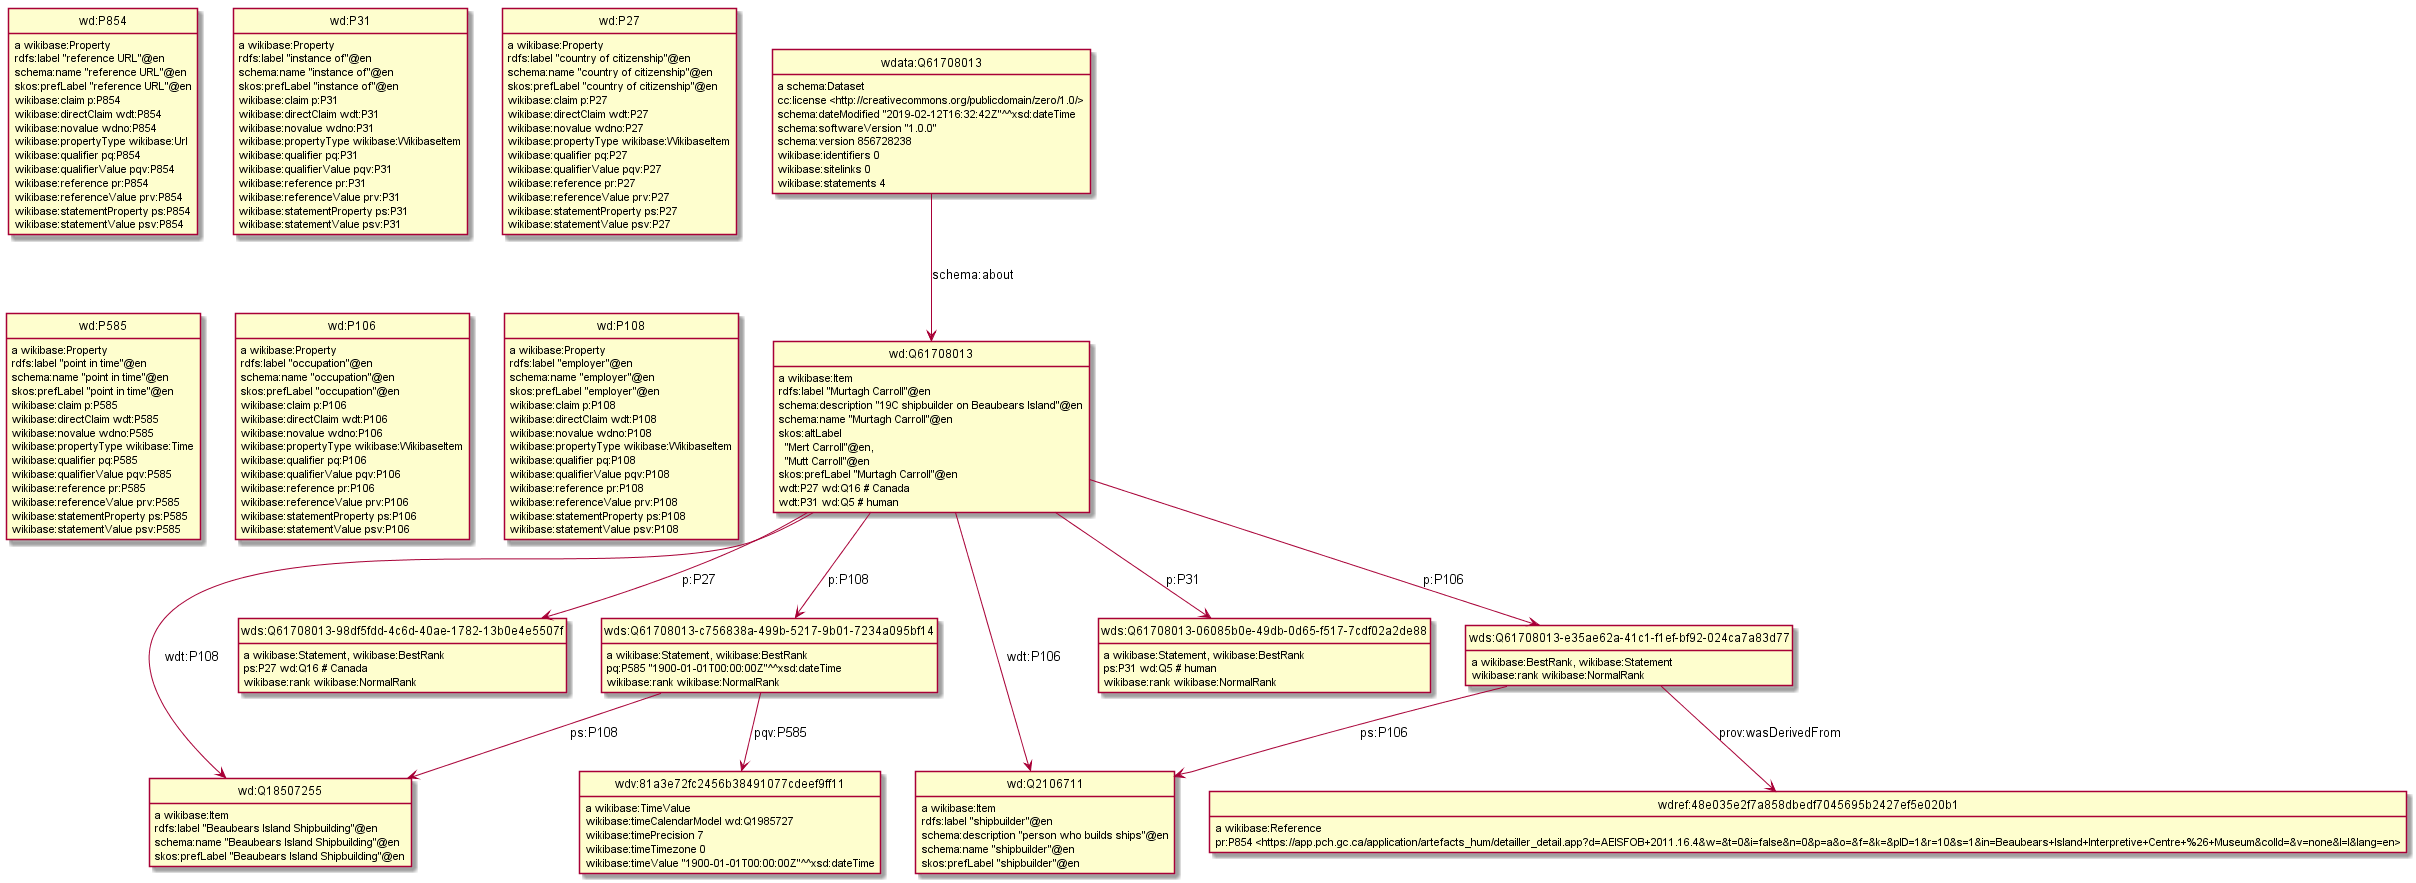 wd:P854
a wikibase:Property
rdfs:label "reference URL"@en
schema:name "reference URL"@en
skos:prefLabel "reference URL"@en
wikibase:claim p:P854
wikibase:directClaim wdt:P854
wikibase:novalue wdno:P854
wikibase:propertyType wikibase:Url
wikibase:qualifier pq:P854
wikibase:qualifierValue pqv:P854
wikibase:reference pr:P854
wikibase:referenceValue prv:P854
wikibase:statementProperty ps:P854
wikibase:statementValue psv:P854
wd:P31
a wikibase:Property
rdfs:label "instance of"@en
schema:name "instance of"@en
skos:prefLabel "instance of"@en
wikibase:claim p:P31
wikibase:directClaim wdt:P31
wikibase:novalue wdno:P31
wikibase:propertyType wikibase:WikibaseItem
wikibase:qualifier pq:P31
wikibase:qualifierValue pqv:P31
wikibase:reference pr:P31
wikibase:referenceValue prv:P31
wikibase:statementProperty ps:P31
wikibase:statementValue psv:P31
wd:P27
a wikibase:Property
rdfs:label "country of citizenship"@en
schema:name "country of citizenship"@en
skos:prefLabel "country of citizenship"@en
wikibase:claim p:P27
wikibase:directClaim wdt:P27
wikibase:novalue wdno:P27
wikibase:propertyType wikibase:WikibaseItem
wikibase:qualifier pq:P27
wikibase:qualifierValue pqv:P27
wikibase:reference pr:P27
wikibase:referenceValue prv:P27
wikibase:statementProperty ps:P27
wikibase:statementValue psv:P27
wdata:Q61708013
a schema:Dataset
cc:license <http://creativecommons.org/publicdomain/zero/1.0/>
schema:dateModified "2019-02-12T16:32:42Z"^^xsd:dateTime
schema:softwareVersion "1.0.0"
schema:version 856728238
wikibase:identifiers 0
wikibase:sitelinks 0
wikibase:statements 4
schema:about
wd:P585
a wikibase:Property
rdfs:label "point in time"@en
schema:name "point in time"@en
skos:prefLabel "point in time"@en
wikibase:claim p:P585
wikibase:directClaim wdt:P585
wikibase:novalue wdno:P585
wikibase:propertyType wikibase:Time
wikibase:qualifier pq:P585
wikibase:qualifierValue pqv:P585
wikibase:reference pr:P585
wikibase:referenceValue prv:P585
wikibase:statementProperty ps:P585
wikibase:statementValue psv:P585
wd:P106
a wikibase:Property
rdfs:label "occupation"@en
schema:name "occupation"@en
skos:prefLabel "occupation"@en
wikibase:claim p:P106
wikibase:directClaim wdt:P106
wikibase:novalue wdno:P106
wikibase:propertyType wikibase:WikibaseItem
wikibase:qualifier pq:P106
wikibase:qualifierValue pqv:P106
wikibase:reference pr:P106
wikibase:referenceValue prv:P106
wikibase:statementProperty ps:P106
wikibase:statementValue psv:P106
wd:P108
a wikibase:Property
rdfs:label "employer"@en
schema:name "employer"@en
skos:prefLabel "employer"@en
wikibase:claim p:P108
wikibase:directClaim wdt:P108
wikibase:novalue wdno:P108
wikibase:propertyType wikibase:WikibaseItem
wikibase:qualifier pq:P108
wikibase:qualifierValue pqv:P108
wikibase:reference pr:P108
wikibase:referenceValue prv:P108
wikibase:statementProperty ps:P108
wikibase:statementValue psv:P108
wd:Q61708013
a wikibase:Item
rdfs:label "Murtagh Carroll"@en
schema:description "19C shipbuilder on Beaubears Island"@en
schema:name "Murtagh Carroll"@en
skos:altLabel
"Mert Carroll"@en,
"Mutt Carroll"@en
skos:prefLabel "Murtagh Carroll"@en
wdt:P27 wd:Q16 # Canada
wdt:P31 wd:Q5 # human
p:P27
p:P108
p:P31
p:P106
wdt:P108
wdt:P106
wds:Q61708013-98df5fdd-4c6d-40ae-1782-13b0e4e5507f
a wikibase:Statement, wikibase:BestRank
ps:P27 wd:Q16 # Canada
wikibase:rank wikibase:NormalRank
wds:Q61708013-c756838a-499b-5217-9b01-7234a095bf14
a wikibase:Statement, wikibase:BestRank
pq:P585 "1900-01-01T00:00:00Z"^^xsd:dateTime
wikibase:rank wikibase:NormalRank
wds:Q61708013-06085b0e-49db-0d65-f517-7cdf02a2de88
a wikibase:Statement, wikibase:BestRank
ps:P31 wd:Q5 # human
wikibase:rank wikibase:NormalRank
wds:Q61708013-e35ae62a-41c1-f1ef-bf92-024ca7a83d77
a wikibase:BestRank, wikibase:Statement
wikibase:rank wikibase:NormalRank
ps:P108
pqv:P585
ps:P106
prov:wasDerivedFrom
wd:Q18507255
a wikibase:Item
rdfs:label "Beaubears Island Shipbuilding"@en
schema:name "Beaubears Island Shipbuilding"@en
skos:prefLabel "Beaubears Island Shipbuilding"@en
wdv:81a3e72fc2456b38491077cdeef9ff11
a wikibase:TimeValue
wikibase:timeCalendarModel wd:Q1985727
wikibase:timePrecision 7
wikibase:timeTimezone 0
wikibase:timeValue "1900-01-01T00:00:00Z"^^xsd:dateTime
wd:Q2106711
a wikibase:Item
rdfs:label "shipbuilder"@en
schema:description "person who builds ships"@en
schema:name "shipbuilder"@en
skos:prefLabel "shipbuilder"@en
wdref:48e035e2f7a858dbedf7045695b2427ef5e020b1
a wikibase:Reference
pr:P854 <https://app.pch.gc.ca/application/artefacts_hum/detailler_detail.app?d=AEISFOB+2011.16.4&w=&t=0&i=false&n=0&p=a&o=&f=&k=&pID=1&r=10&s=1&in=Beaubears+Island+Interpretive+Centre+%26+Museum&colId=&v=none&l=l&lang=en>